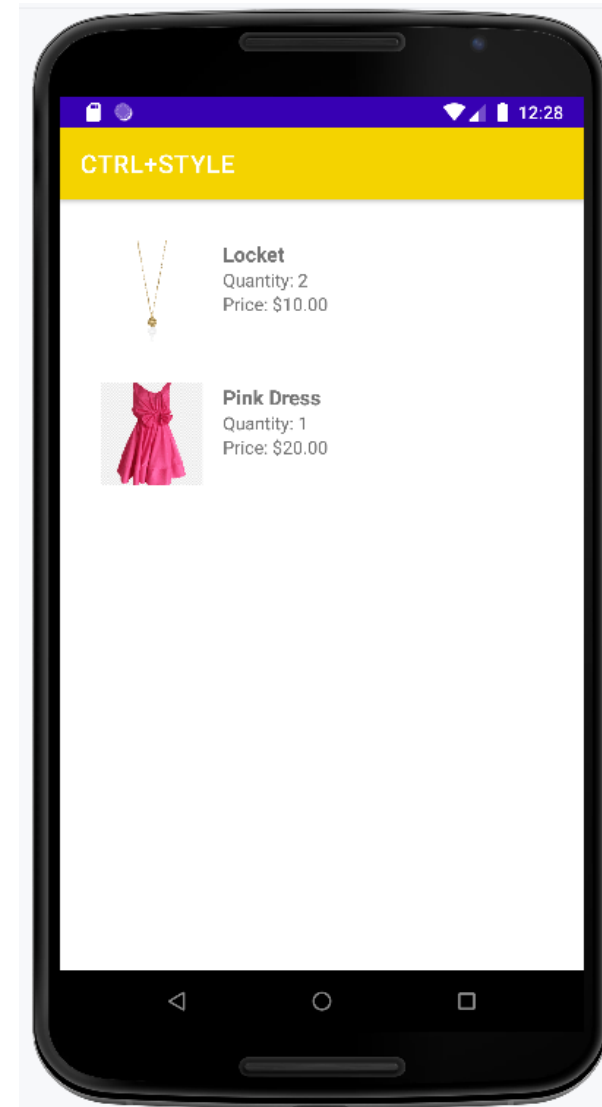 12:28
CTRL+STYLE
Locket
Quantity: 2
Price: $10.00
Pink Dress
Quantity: 1
Price: $20.00